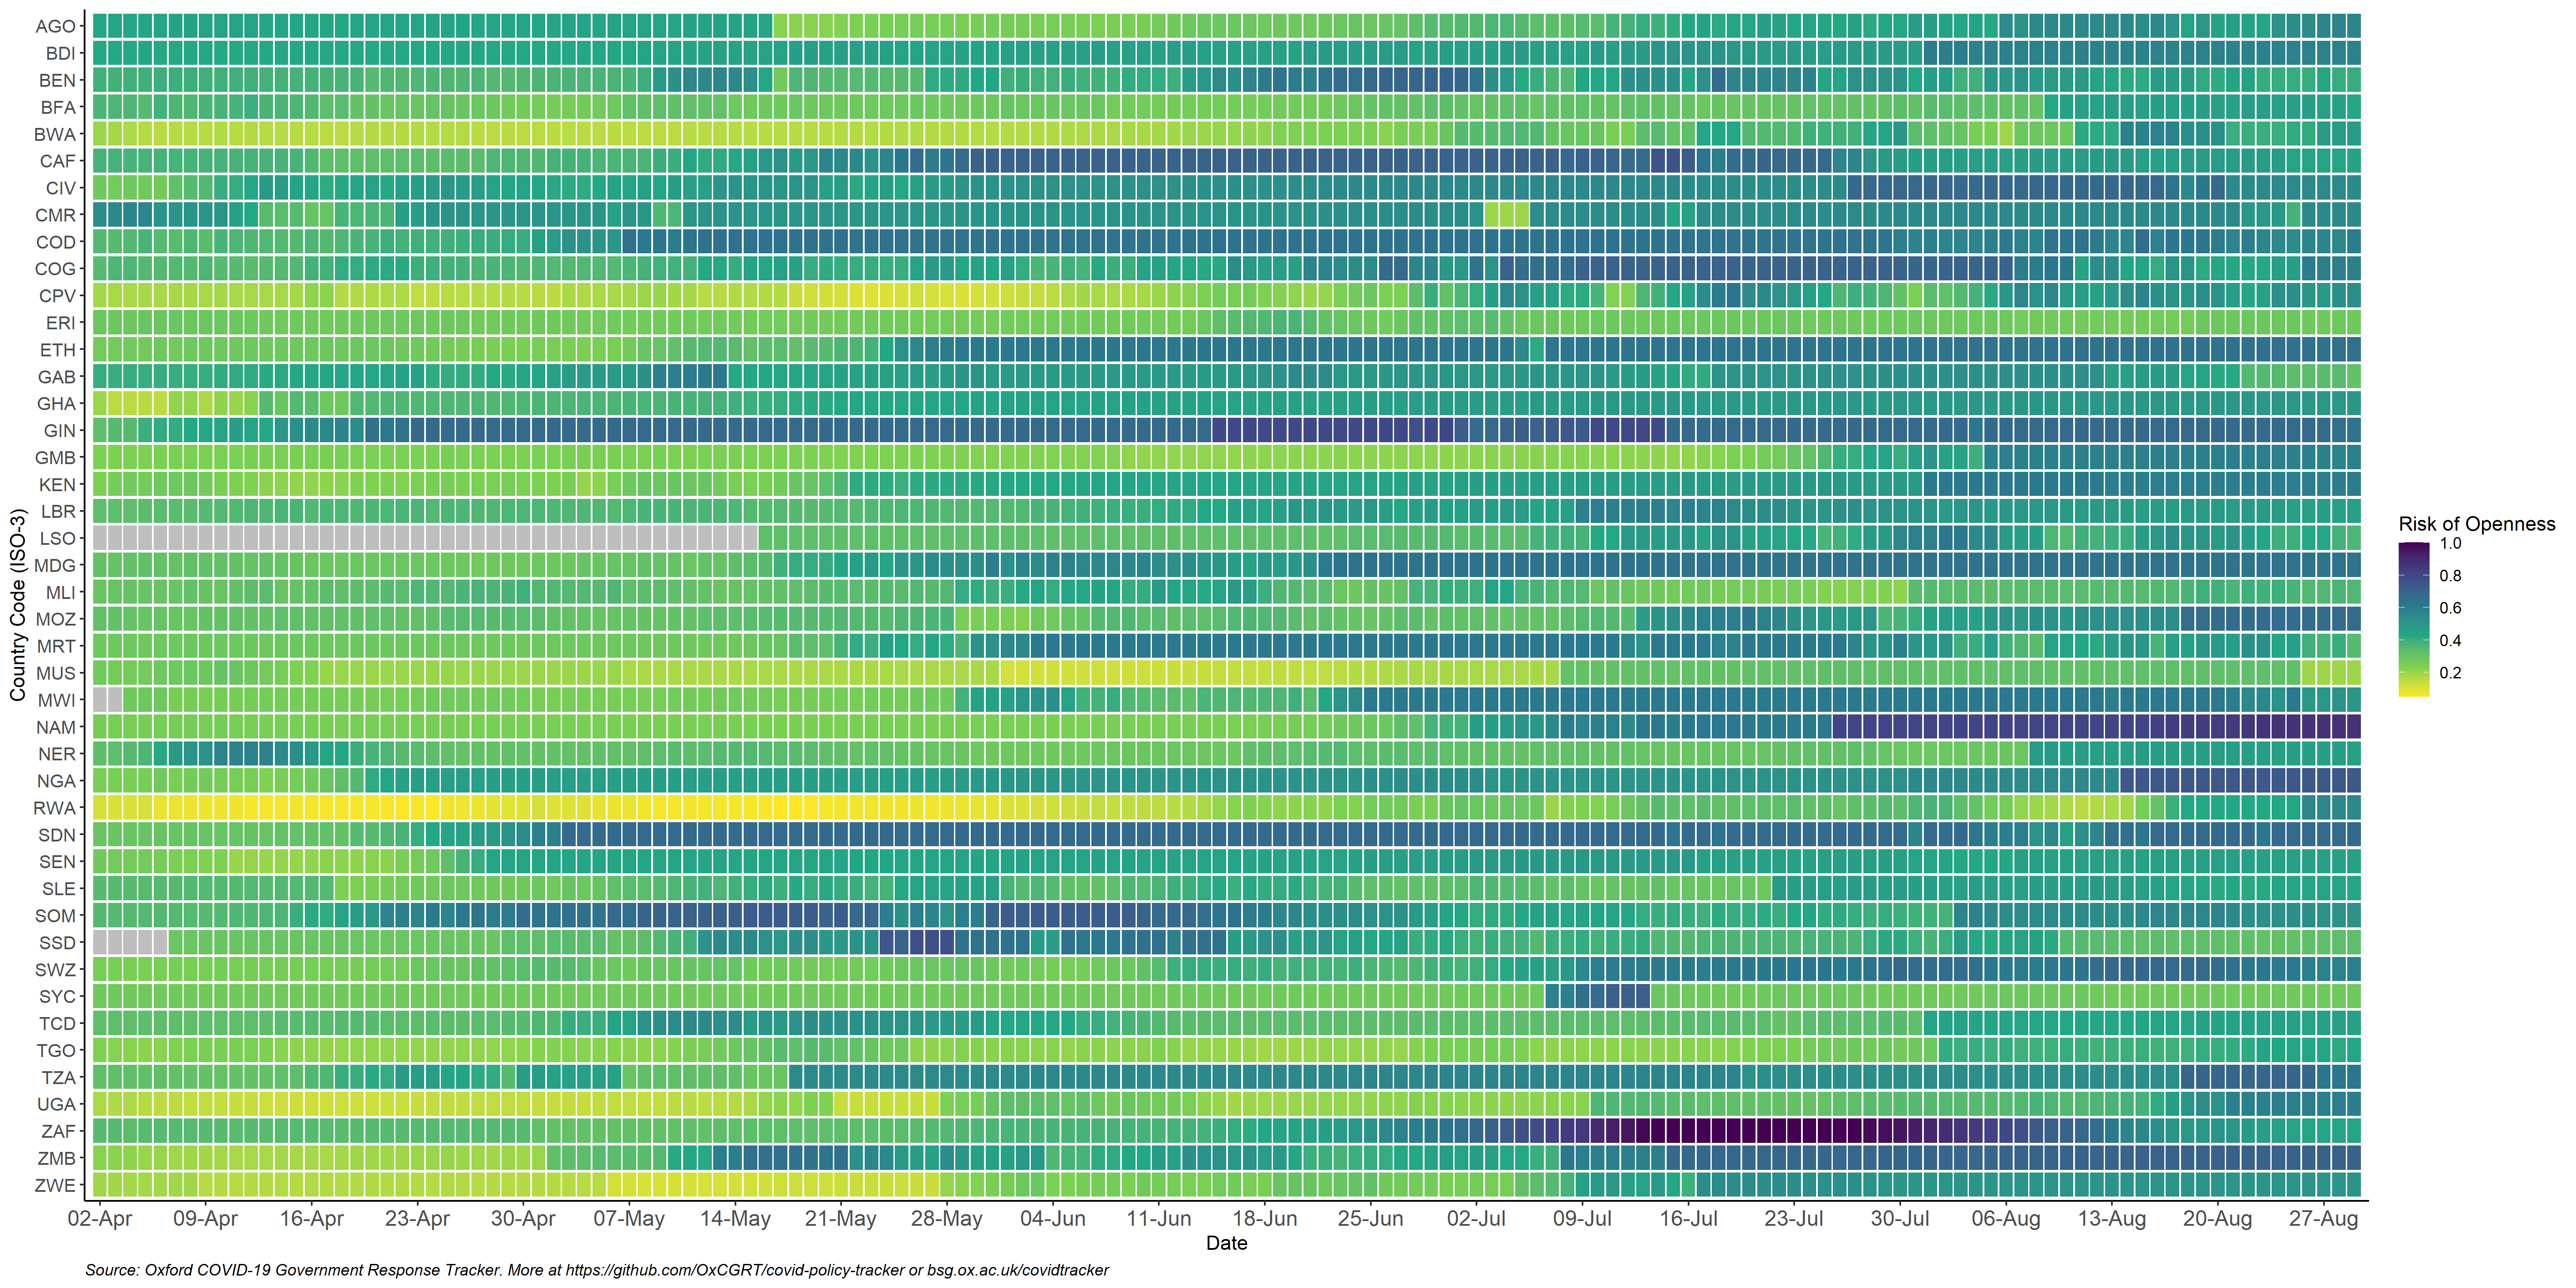 AGO
BDI
BEN
BFA
BWA
CAF
CIV
CMR
COD
COG
CPV
ERI
ETH
GAB
GHA
GIN
GMB
KEN
LBR
LSO
MDG
MLI
MOZ
MRT
MUS
MWI
NAM
NER
NGA
RWA
SDN
SEN
SLE
SOM
SSD
SWZ
SYC
TCD
TGO
TZA
UGA
ZAF
ZMB
ZWE
Country Code (ISO-3)
02-Apr 09-Apr 16-Apr 23-Apr 30-Apr 07-May 14-May 21-May 28-May 04-Jun 11-Jun 18-Jun 25-Jun 02-Jul 09-Jul 16-Jul 23-Jul 30-Jul 06-Aug 13-Aug 20-Aug 27-Aug
Date
Risk of Openness
1.0
0.8
0.6
0.4
0.2
Source: Oxford COVID-19 Government Response Tracker. More at https://github.com/OxCGRT/covid-policy-tracker or bsg.ox.ac.uk/covidtracker